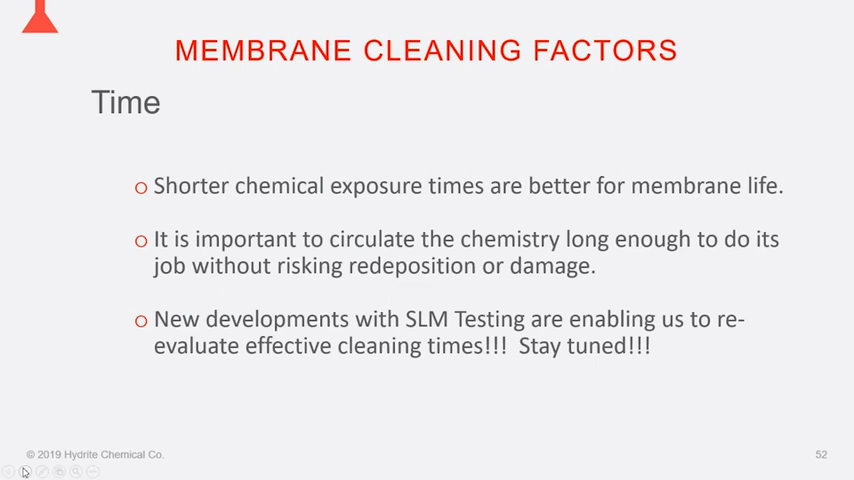 MEMBRANE CLEANING FACTORS
Time
o Shorter chemical exposure times are better for membrane life.
o It is important to circulate the chemistry long enough to do its
job without risking redeposition or damage.
o New developments with SLM Testing are enabling us to re-
evaluate effective cleaning times!!!  Stay tuned!!!
© 2019 Hydrite Chemical Co.
52